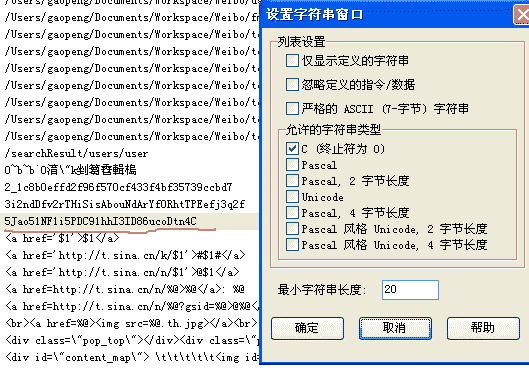 /Users/gaopeng/Documents/Workspace/Weibo/
/Users/gaopeng/Documents/Workspace/Weibo/fm
/Users/gaopeng/Documents/Workspace/Weibo/te
/Users/gaopeng/Documents/Workspace/Weibo/te
/Users/gaopeng/Documents/Workspace/Weibo/te
/Users/gaopeng/Documents/Workspace/Weibo/te
/Users/gaopeng/Documents/Workspace/Weibo/te
/Users/gaopeng/Documents/Workspace/Weibo/te
/searchResult/users/user
2_1c8b0effd2f96f570cf433f4bf35739ccbd7
3i2ndDfv2rTHiSisAbouNdArYfORhtTPEefj3q2f
5Jao51NF1i5PDC91hhI3ID86ucoDtn4C
<a href='$1'>$1</a>
<a href='http://t.sina.cn/k/$1'>#$1#</a>
<a href='http://t.sina.cn/n/$1'>@$1</a>
<a href=http://t.sina.cn/n/%@>%@</a>: %@
<a href=http://t.sina.cn/n/%@?gsid=%@>@%@<
<br><a href=%@><img src=%@.th.jpg></a><br>
<div class=\"pop_top\"></div><div class=\"p
<div id=\"content_map\"> \t\t\t\t\t<img id=
设置字符串窗口
列表设置
仅显示定义的字符串
忽略定义的指令/数据
严格的 ASCII (7-字节) 字符串
允许的字符串类型
C (终止符为 0)
Pascal
Pascal, 2 字节长度
Unicode
Pascal, 4 字节长度
Pascal 风格 Unicode, 2 字节长度
Pascal 风格 Unicode, 4 字节长度
最小字符串长度: 20
确定 取消 帮助